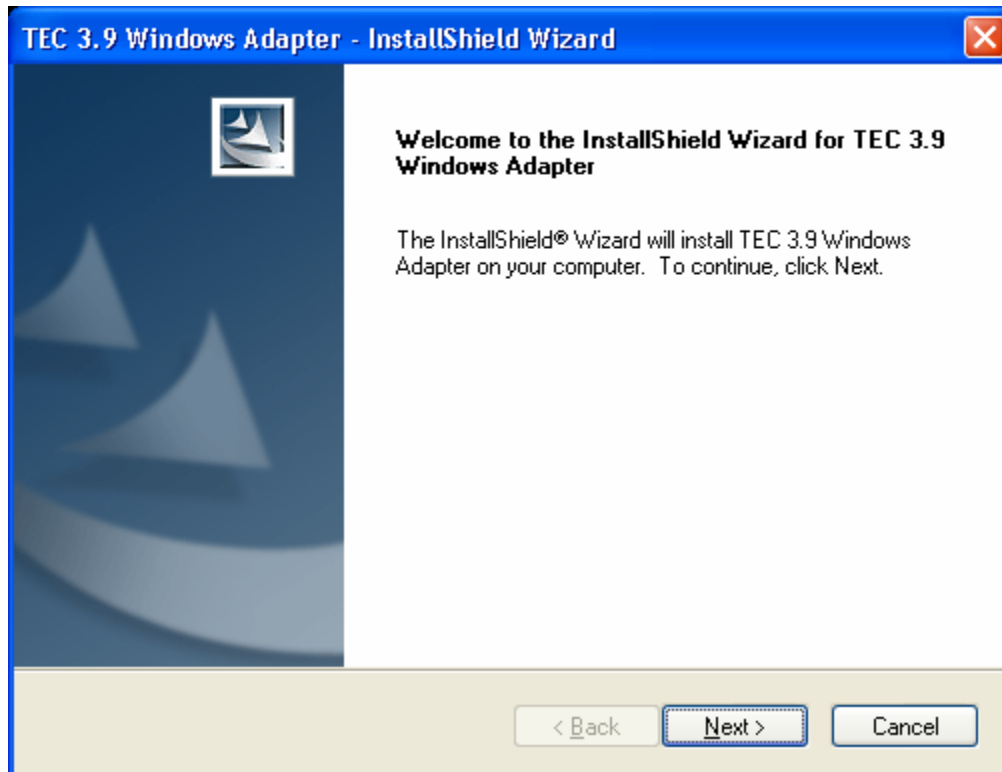 TEC 3.9 Windows Adapter - InstallShield Wizard
Welcome to the InstallShield Wizard for TEC 3.9
Windows Adapter
The InstallShield® Wizard will install TEC 3.9 Windows
Adapter on your computer.  To continue, click Next.
< Back
Next >
Cancel